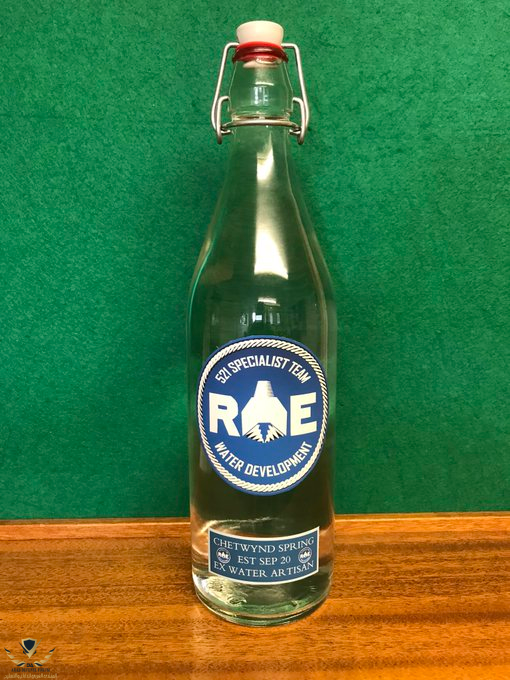 521 SPECIALIST TEAM
RE
WATER DEVELOPMENT
CHETWYND SPRING
EST SEP 20
EX WATER ARTISAN